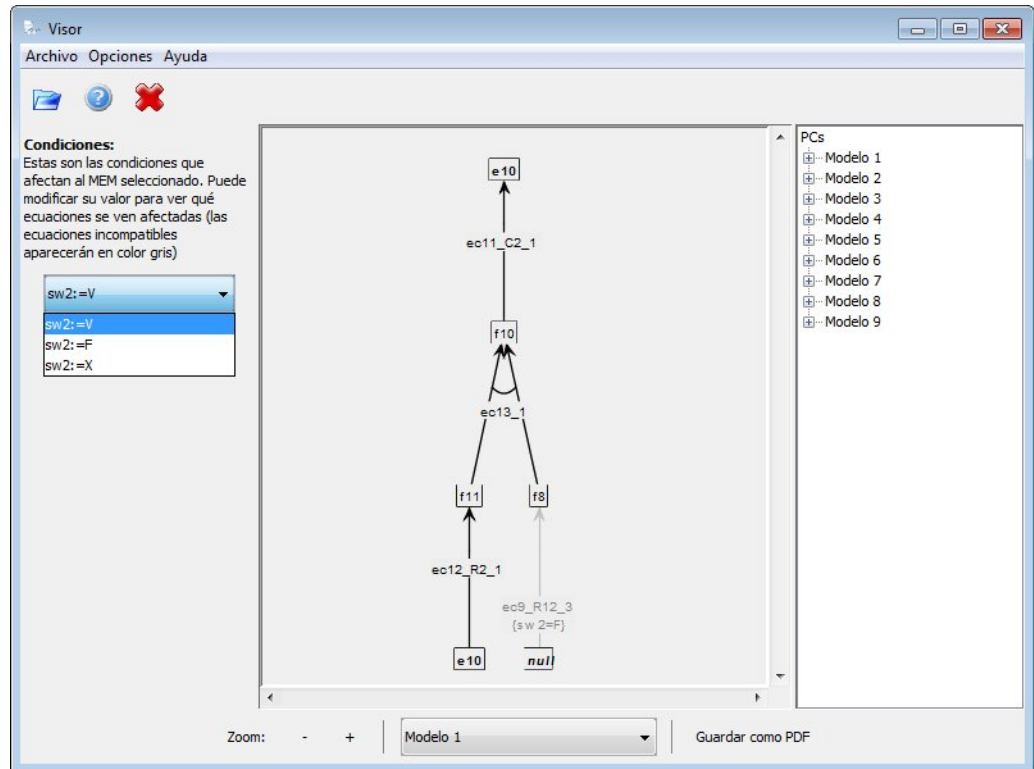 Visor
Archivo Opciones Ayuda
Condiciones:
Estas son las condiciones que
afectan al MEM seleccionado. Puede
modificar su valor para ver qué
ecuaciones se ven afectadas (las
ecuaciones incompatibles
aparecerán en color gris)
sw2:=V
sw2:=V
sw2:=F
sw2:=X
e10
ec11_C2_1
f10
ec13_1
f11 f8
ec12_R2_1
ec9_R12_3
{sw 2=F}
e10 null
PCs
Modelo 1
Modelo 2
Modelo 3
Modelo 4
Modelo 5
Modelo 6
Modelo 7
Modelo 8
Modelo 9
Zoom: - + Modelo 1 Guardar como PDF